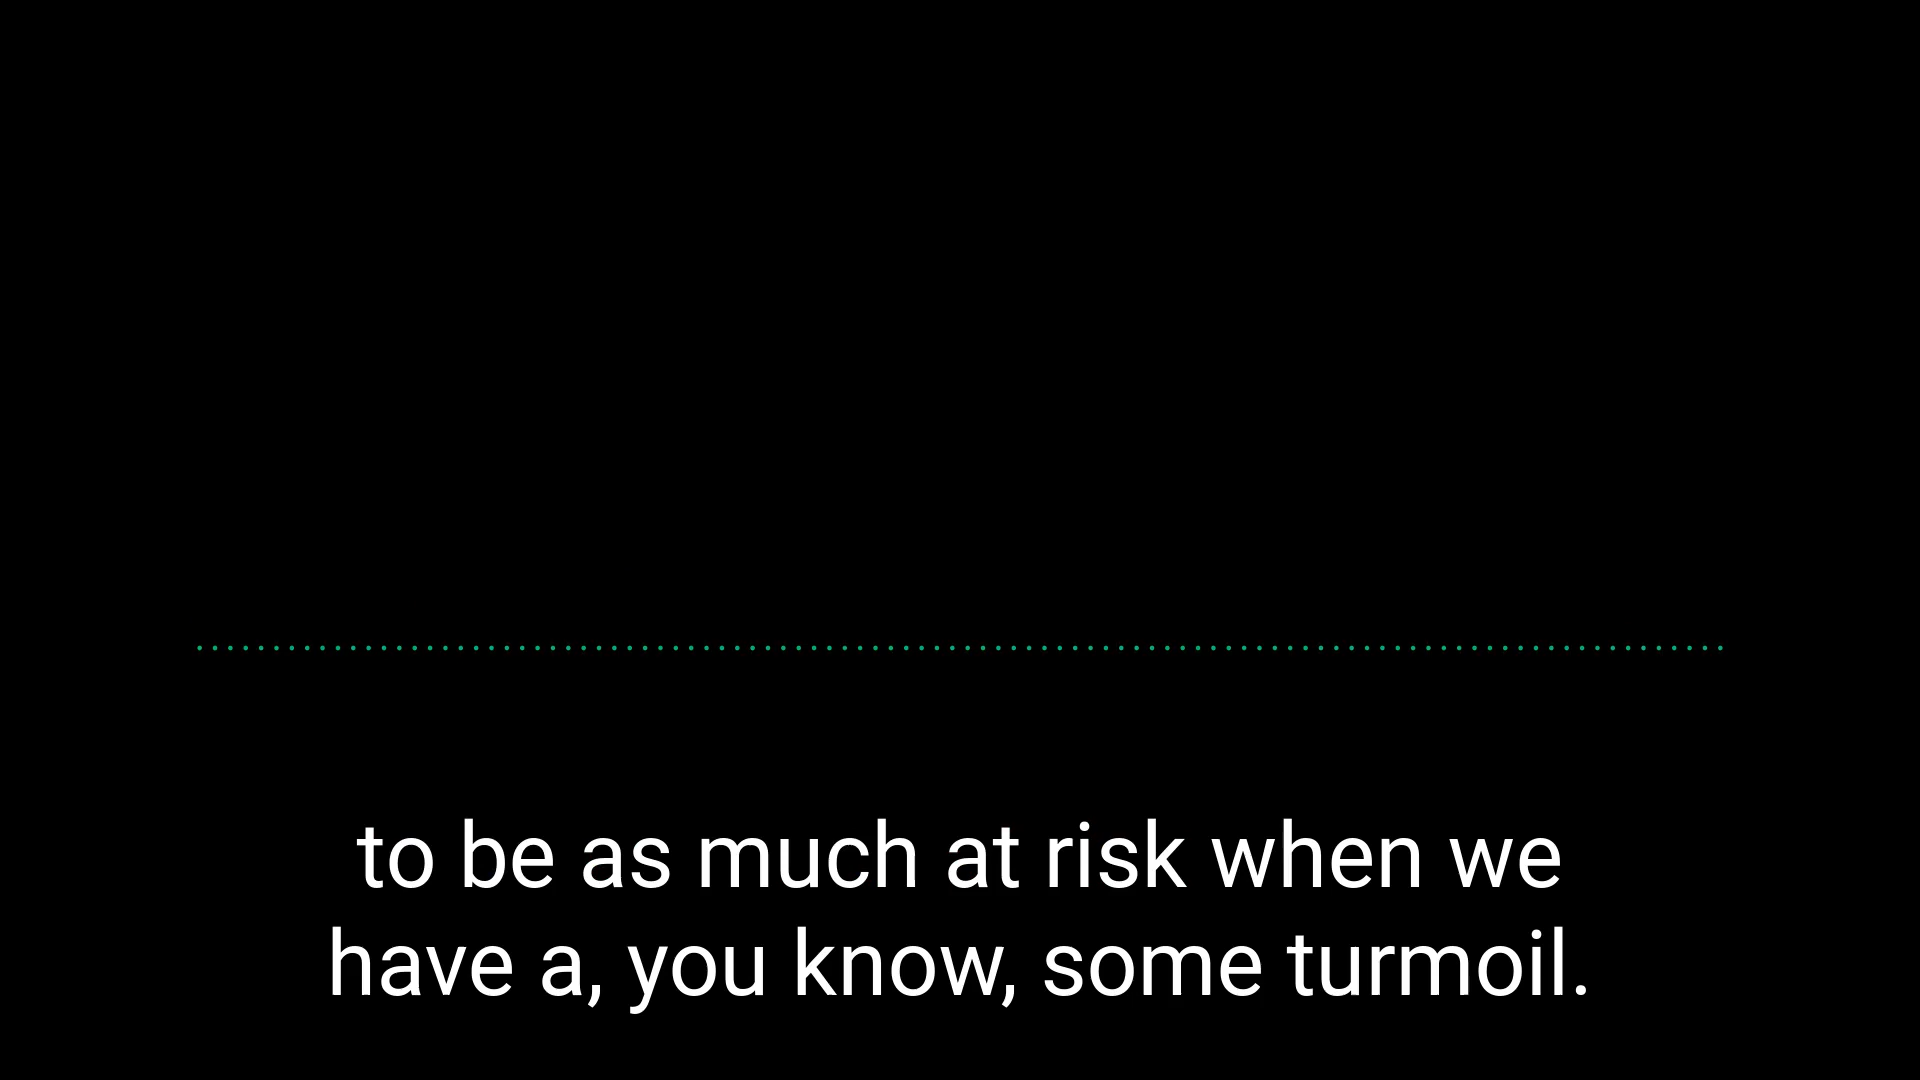 to be as much at risk when we
have a, you know, some turmoil.